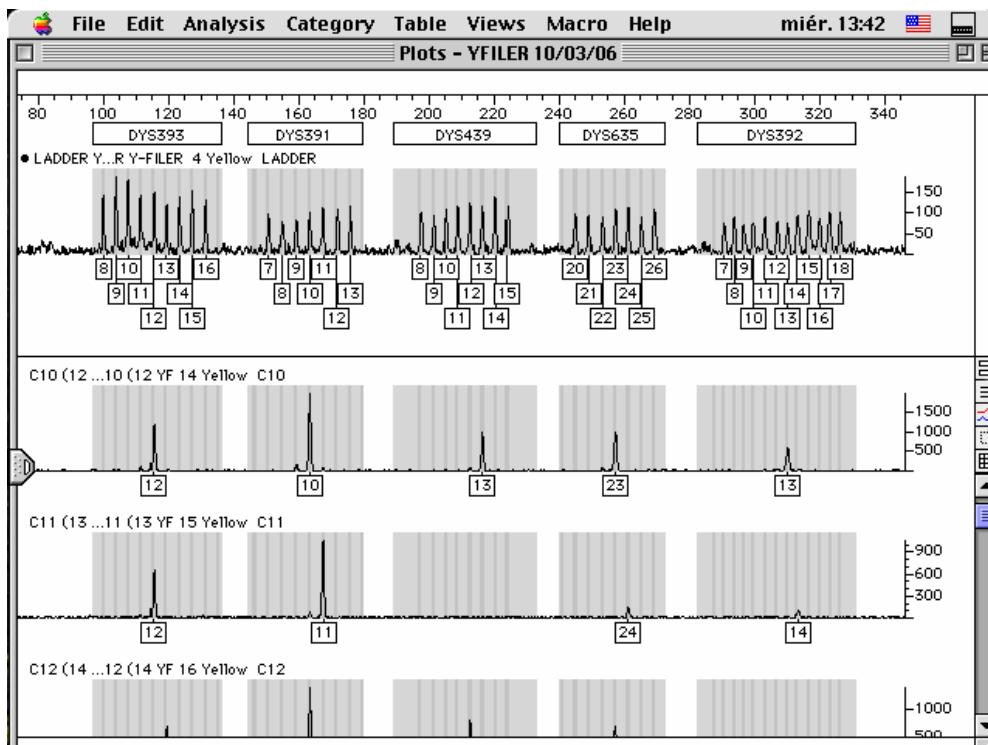 File Edit Analysis Category Table Views Macro Help miér. 13:42
Plots - YFILER 10/03/06
80 100 120 140 160 180 200 220 240 260 280 300 320 340
DYS393 DYS391 DYS439 DYS635 DYS392
● LADDER Y...R Y-FILER 4 Yellow LADDER
150
100
50
8 10 13 16 7 9 11 8 10 13 20 23 26 7 9 12 15 18
9 11 14 8 10 13 9 12 15 21 24 8 11 14 17
12 15 12 11 14 22 25 10 13 16
C10 (12 ...10 (12 YF 14 Yellow C10
1500
1000
500
12 10 13 23 13
C11 (13 ...11 (13 YF 15 Yellow C11
900
600
300
12 11 24 14
C12 (14 ...12 (14 YF 16 Yellow C12
1000
500